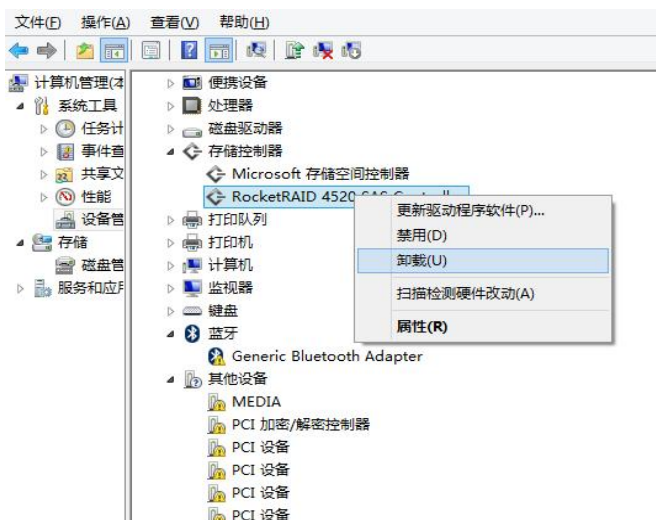 文件(F) 操作(A) 查看(V) 帮助(H)
计算机管理(本
系统工具
任务计
事件查
共享文
性能
设备管
存储
磁盘管
服务和应用
便携设备
处理器
磁盘驱动器
存储控制器
Microsoft 存储空间控制器
RocketRAID 4520 SAS Controll
打印队列
打印机
计算机
监视器
键盘
蓝牙
Generic Bluetooth Adapter
其他设备
MEDIA
PCI 加密/解密控制器
PCI 设备
PCI 设备
PCI 设备
PCI 设备
更新驱动程序软件(P)...
禁用(D)
卸载(U)
扫描检测硬件改动(A)
属性(R)